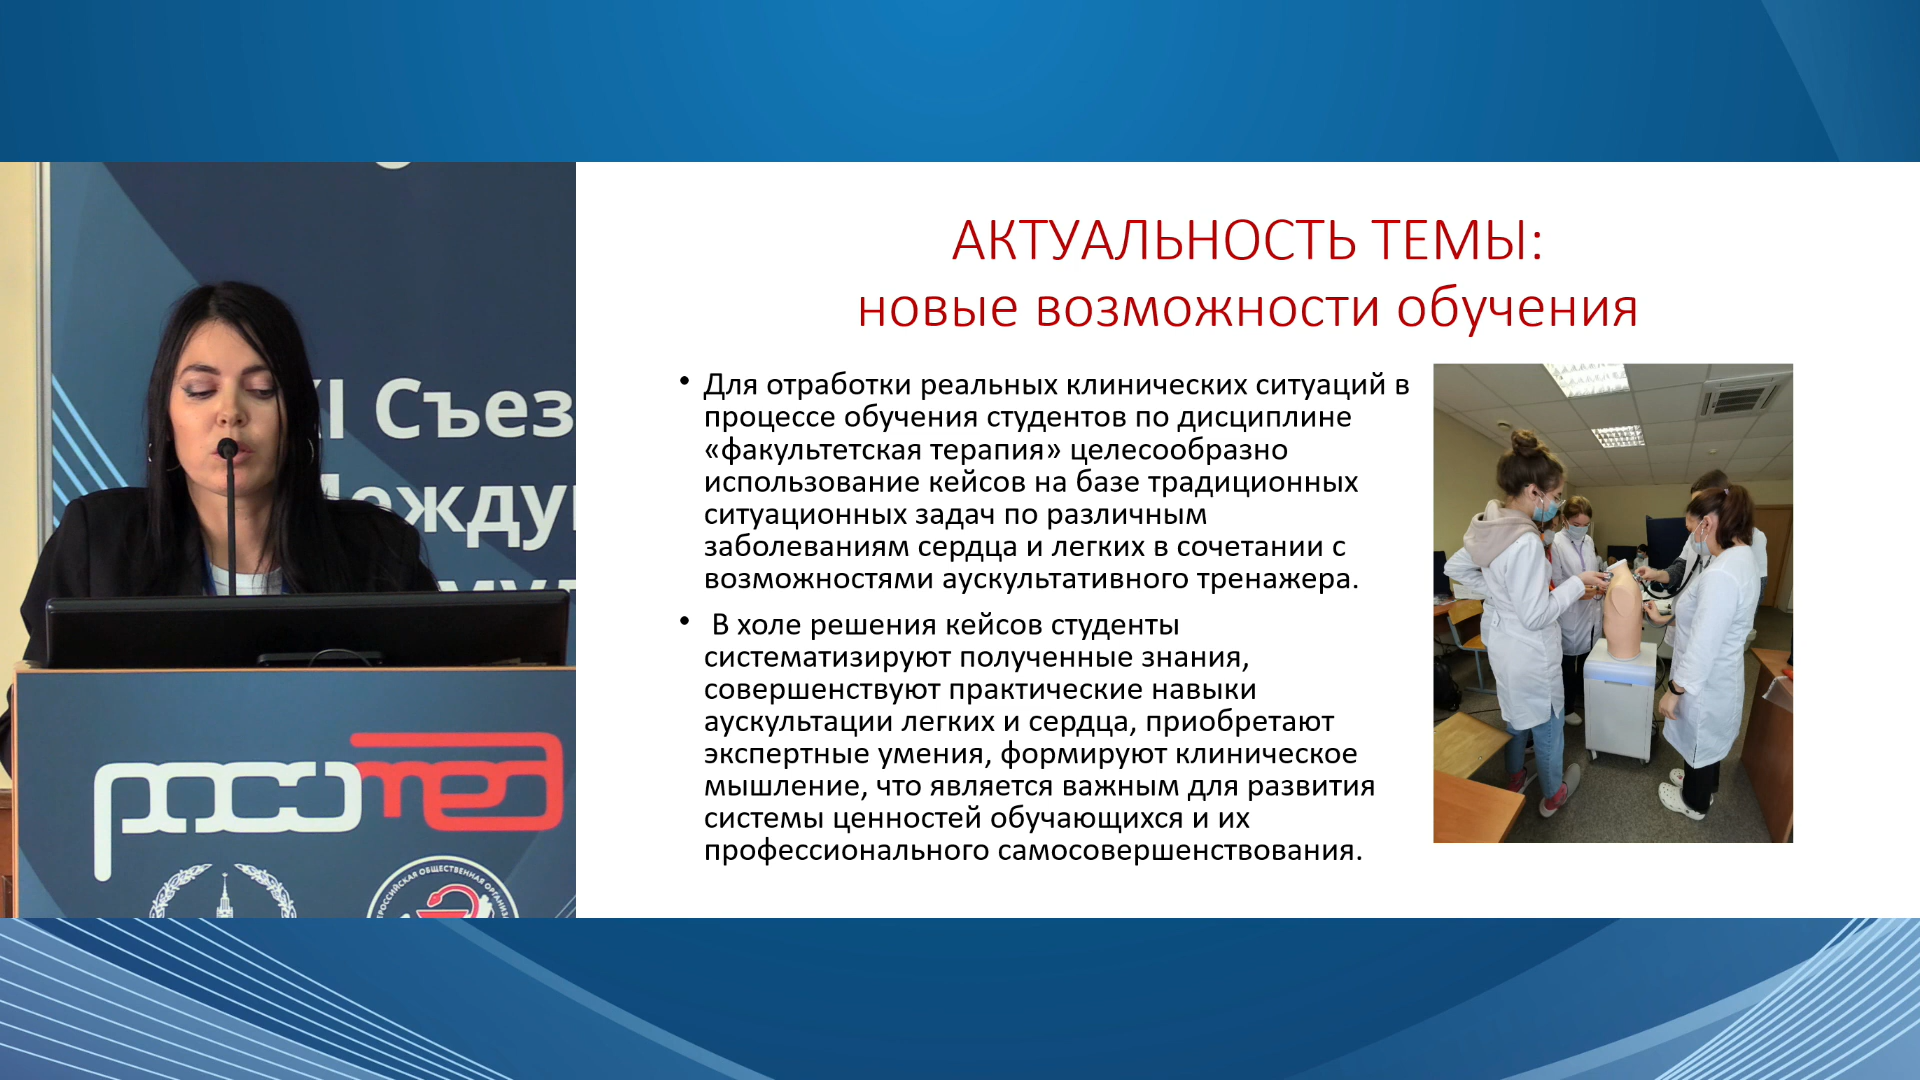 I Съез
Между
росомед
РОССИЙСКАЯ ОБЩЕСТВЕННАЯ
АКТУАЛЬНОСТЬ ТЕМЫ:
новые возможности обучения
• Для отработки реальных клинических ситуаций в
процессе обучения студентов по дисциплине
«факультетская терапия» целесообразно
использование кейсов на базе традиционных
ситуационных задач по различным
заболеваниям сердца и легких в сочетании с
возможностями аускультативного тренажера.
• В холе решения кейсов студенты
систематизируют полученные знания,
совершенствуют практические навыки
аускультации легких и сердца, приобретают
экспертные умения, формируют клиническое
мышление, что является важным для развития
системы ценностей обучающихся и их
профессионального самосовершенствования.